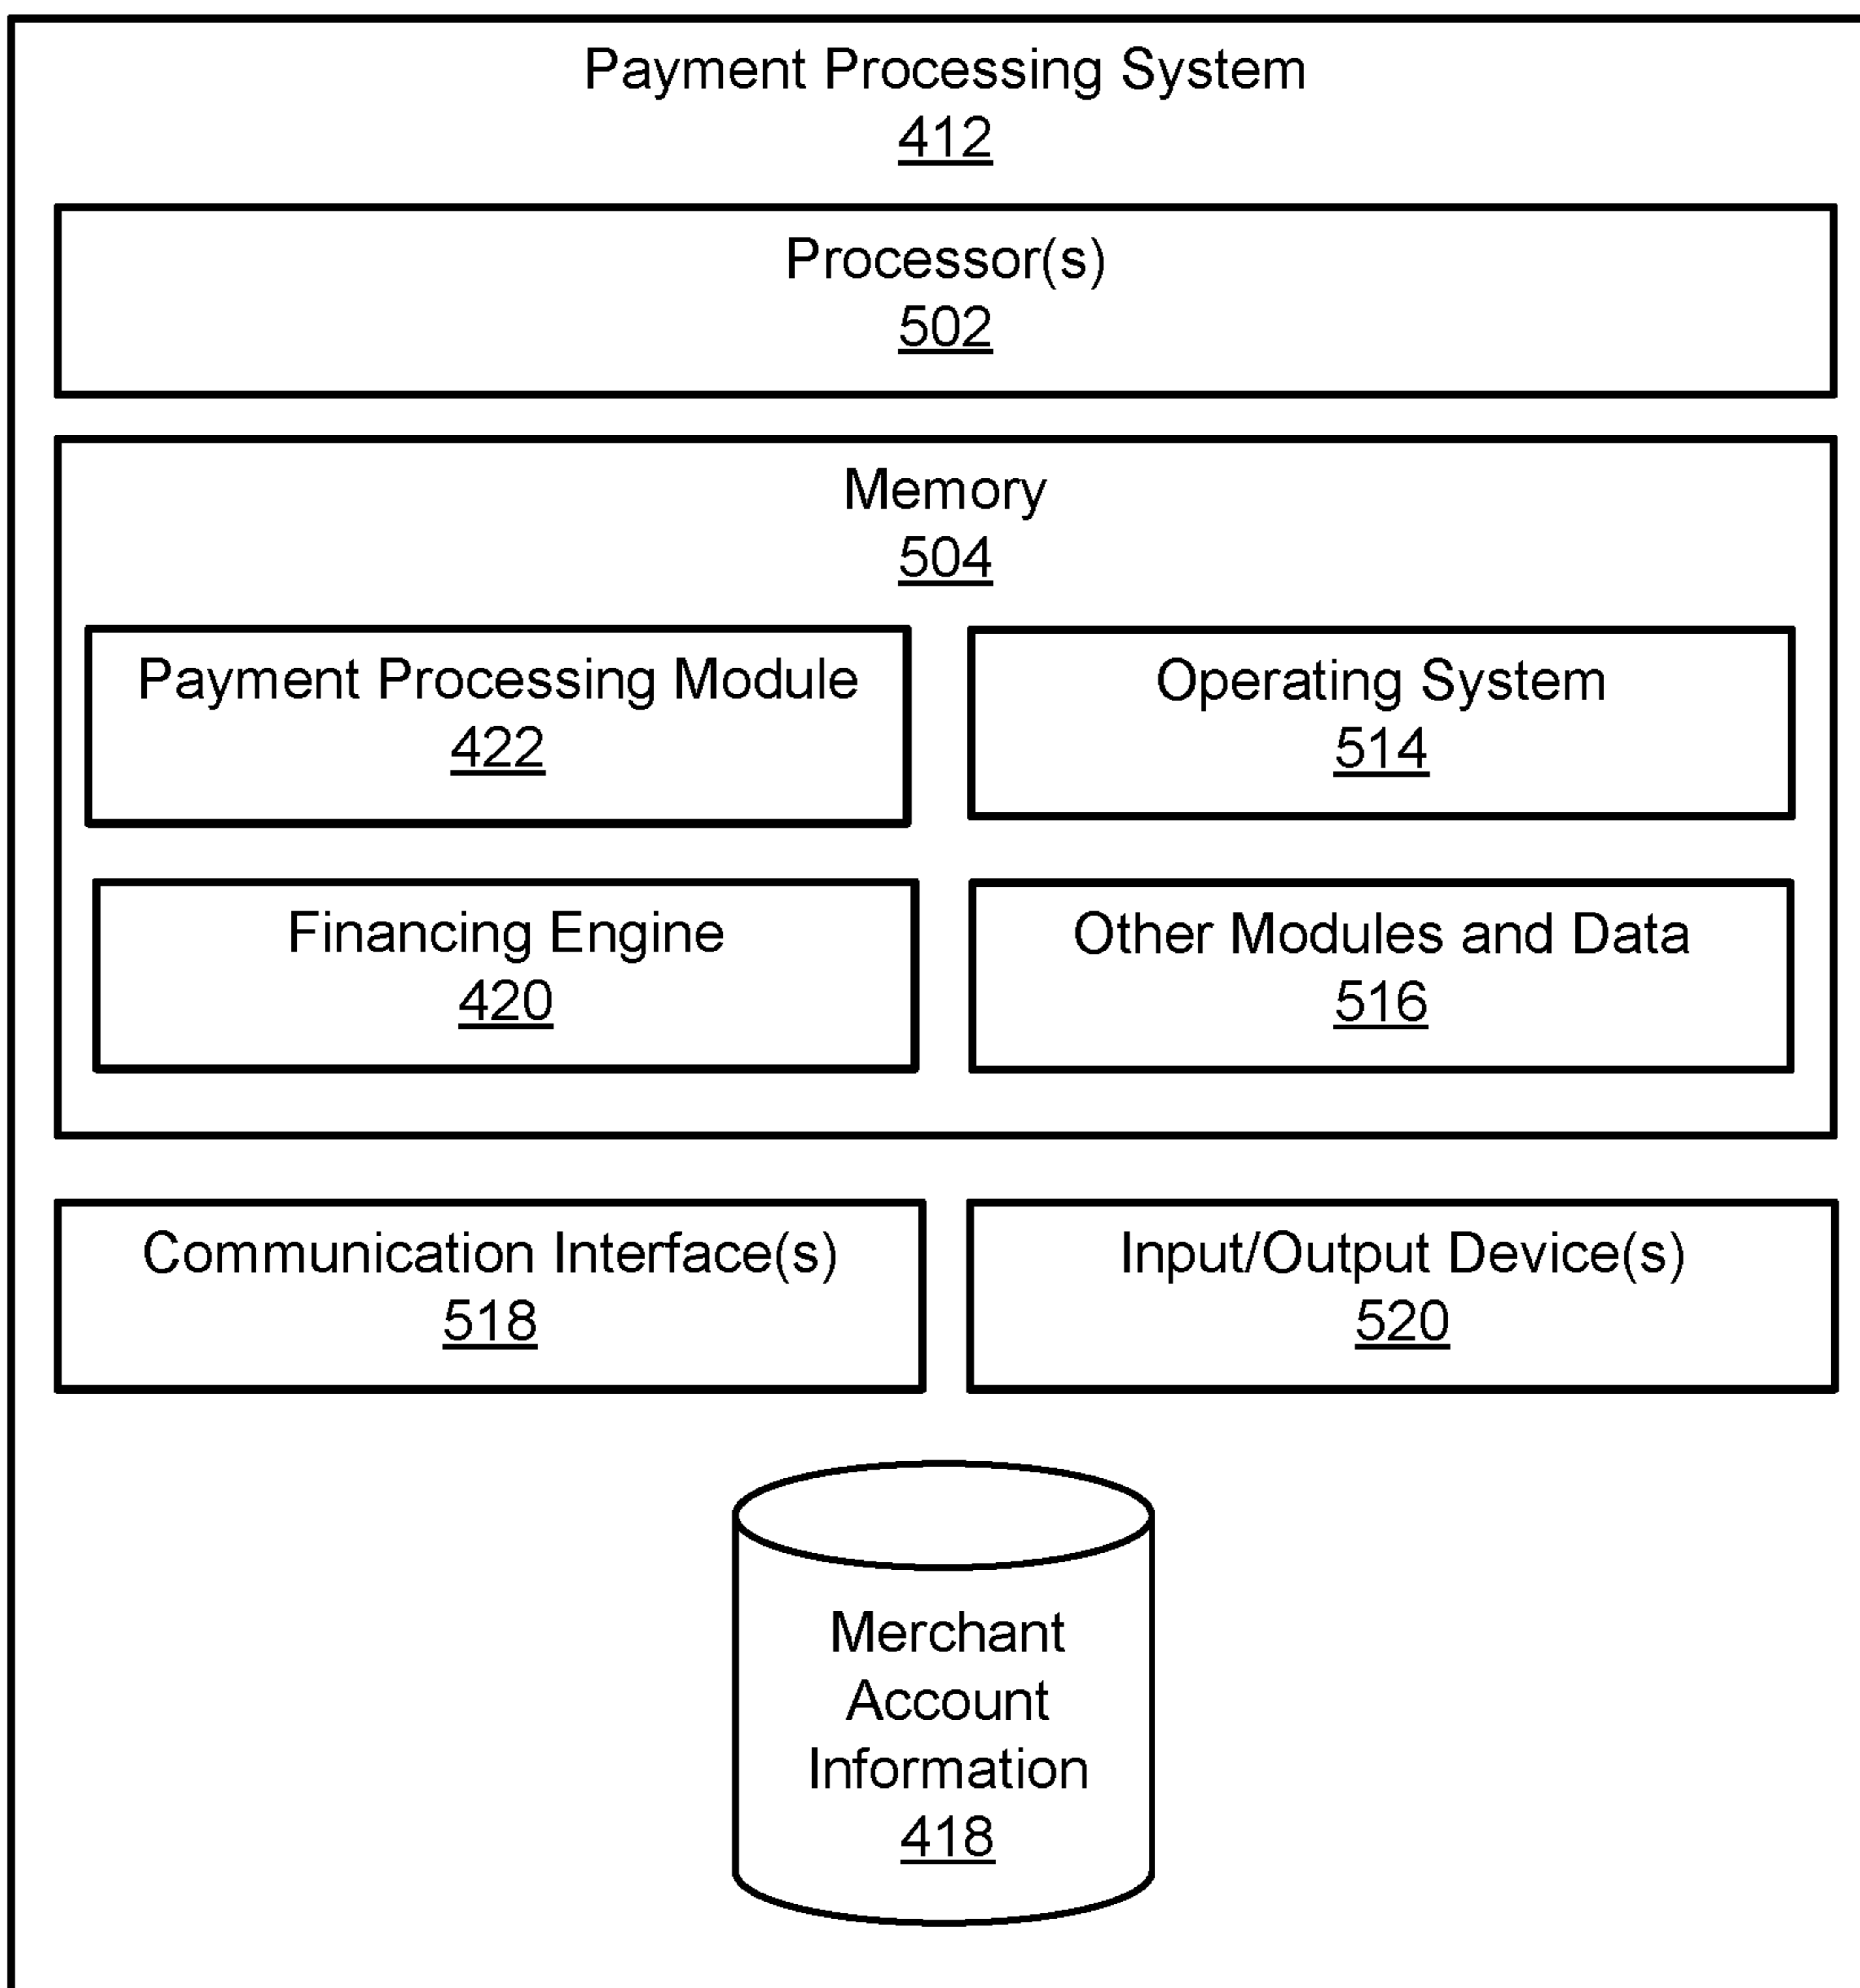 Payment Processing System
412
Processor(s)
502
Memory
504
Payment Processing Module
422
Operating System
514
Financing Engine
420
Other Modules and Data
516
Communication Interface(s)
518
Input/Output Device(s)
520
Merchant
Account
Information
418